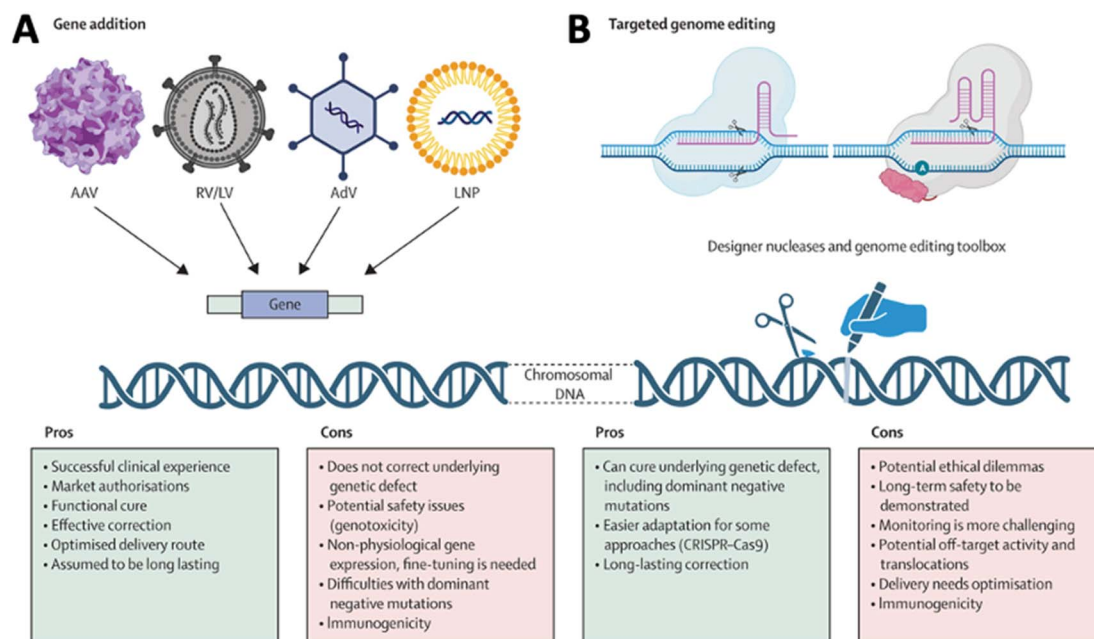 A Gene addition
AAV
RV/LV
AdV
LNP
Gene
B Targeted genome editing
A
Designer nucleases and genome editing toolbox
Chromosomal
DNA
Pros
• Successful clinical experience
• Market authorisations
• Functional cure
• Effective correction
• Optimised delivery route
• Assumed to be long lasting
Cons
• Does not correct underlying
genetic defect
• Potential safety issues
(genotoxicity)
• Non-physiological gene
expression, fine-tuning is needed
• Difficulties with dominant
negative mutations
• Immunogenicity
Pros
• Can cure underlying genetic defect,
including dominant negative
mutations
• Easier adaptation for some
approaches (CRISPR–Cas9)
• Long-lasting correction
Cons
• Potential ethical dilemmas
• Long-term safety to be
demonstrated
• Monitoring is more challenging
• Potential off-target activity and
translocations
• Delivery needs optimisation
• Immunogenicity